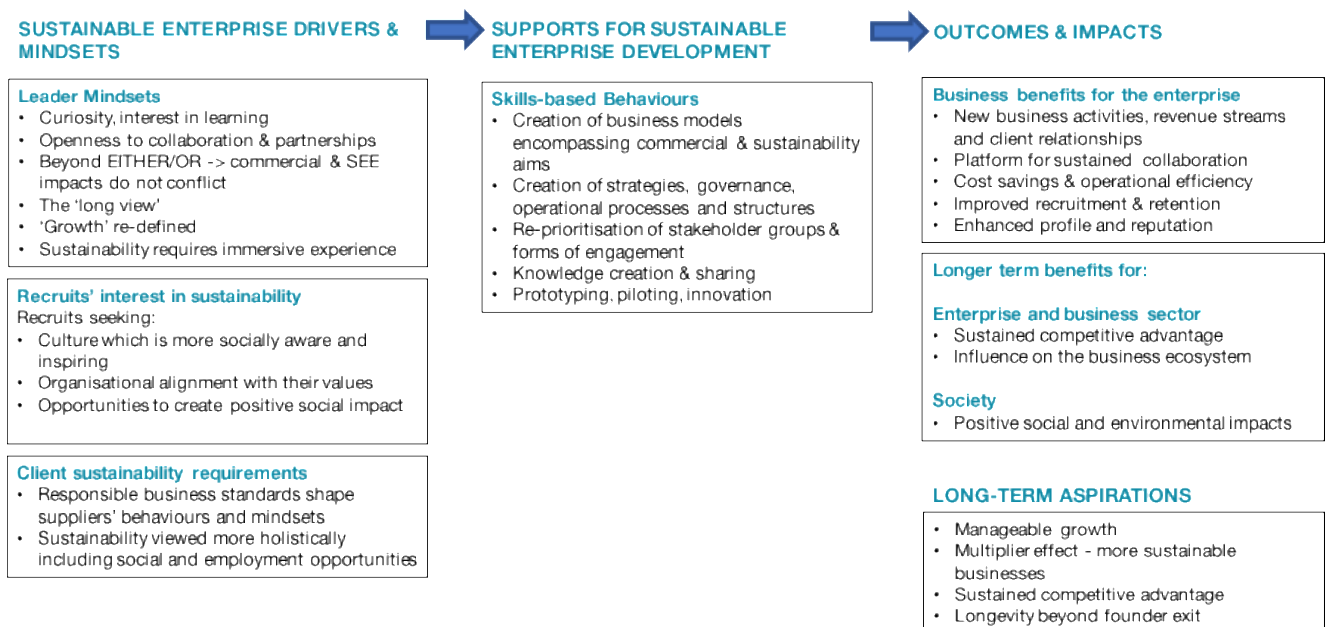 SUSTAINABLE ENTERPRISE DRIVERS &
MINDSETS
Leader Mindsets
• Curiosity, interest in learning
• Openness to collaboration & partnerships
• Beyond EITHER/OR -> commercial & SEE
impacts do not conflict
• The ‘long view’
• ‘Growth’ re-defined
• Sustainability requires immersive experience
Recruits’ interest in sustainability
Recruits seeking:
• Culture which is more socially aware and
inspiring
• Organisational alignment with their values
• Opportunities to create positive social impact
Client sustainability requirements
• Responsible business standards shape
suppliers’ behaviours and mindsets
• Sustainability viewed more holistically
including social and employment opportunities
SUPPORTS FOR SUSTAINABLE
ENTERPRISE DEVELOPMENT
Skills-based Behaviours
• Creation of business models
encompassing commercial & sustainability
aims
• Creation of strategies, governance,
operational processes and structures
• Re-prioritisation of stakeholder groups &
forms of engagement
• Knowledge creation & sharing
• Prototyping, piloting, innovation
OUTCOMES & IMPACTS
Business benefits for the enterprise
• New business activities, revenue streams
and client relationships
• Platform for sustained collaboration
• Cost savings & operational efficiency
• Improved recruitment & retention
• Enhanced profile and reputation
Longer term benefits for:
Enterprise and business sector
• Sustained competitive advantage
• Influence on the business ecosystem
Society
• Positive social and environmental impacts
LONG-TERM ASPIRATIONS
• Manageable growth
• Multiplier effect - more sustainable
businesses
• Sustained competitive advantage
• Longevity beyond founder exit